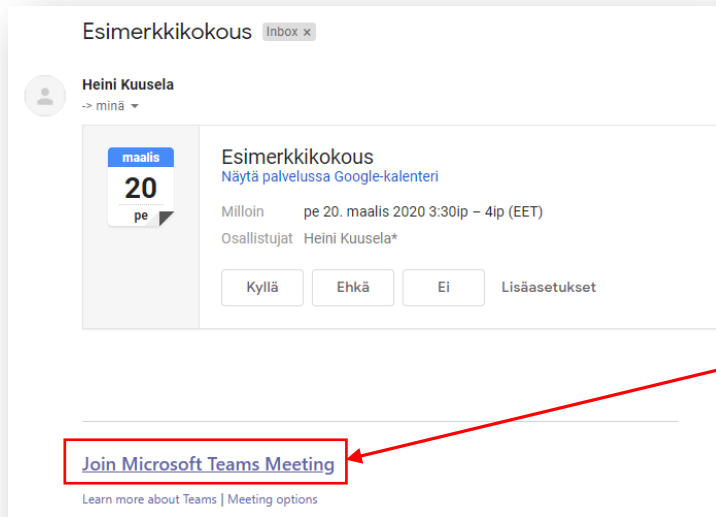 Esimerkkikokous Inbox x
Heini Kuusela
-> minä
maalis
20
pe
Esimerkkikokous
Näytä palvelussa Google-kalenteri
Milloin pe 20. maalis 2020 3:30ip – 4ip (EET)
Osallistujat Heini Kuusela*
Kyllä Ehkä Ei Lisäasetukset
Join Microsoft Teams Meeting
Learn more about Teams | Meeting options